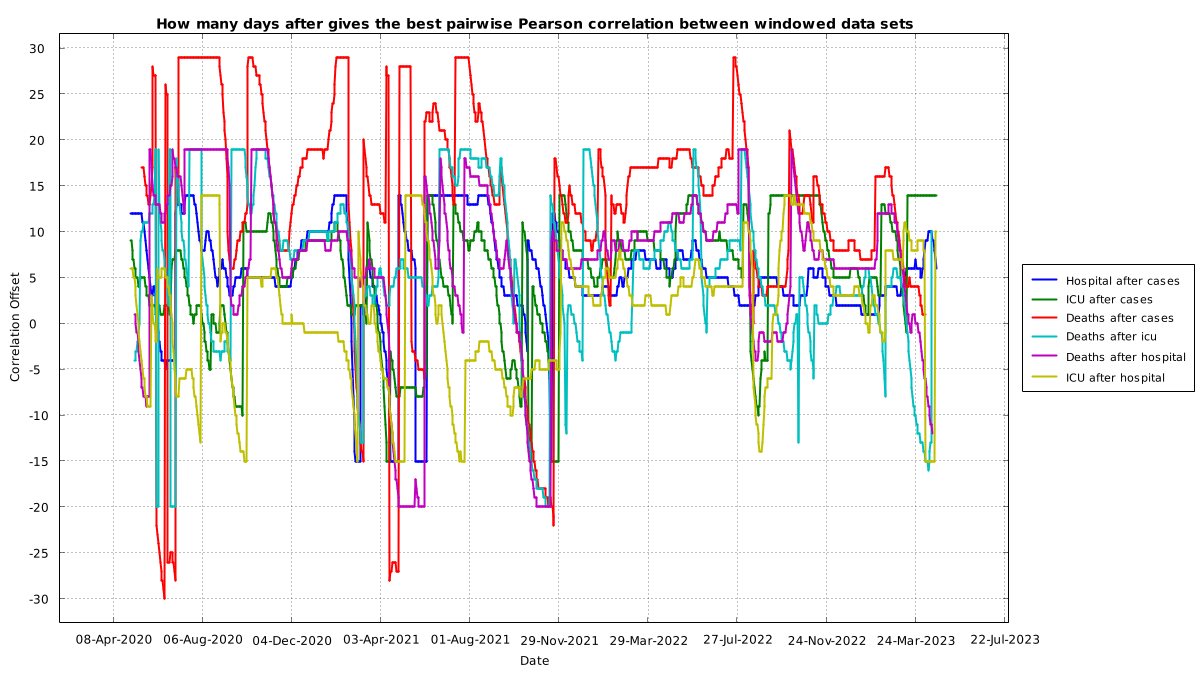 How many days after gives the best pairwise Pearson correlation between windowed data sets
30
25
20
15
10
5
0
-5
-10
-15
-20
-25
-30
Correlation Offset
08-Apr-2020 06-Aug-2020 04-Dec-2020 03-Apr-2021 01-Aug-2021 29-Nov-2021 29-Mar-2022 27-Jul-2022 24-Nov-2022 24-Mar-2023 22-Jul-2023
Date
Hospital after cases
ICU after cases
Deaths after cases
Deaths after icu
Deaths after hospital
ICU after hospital